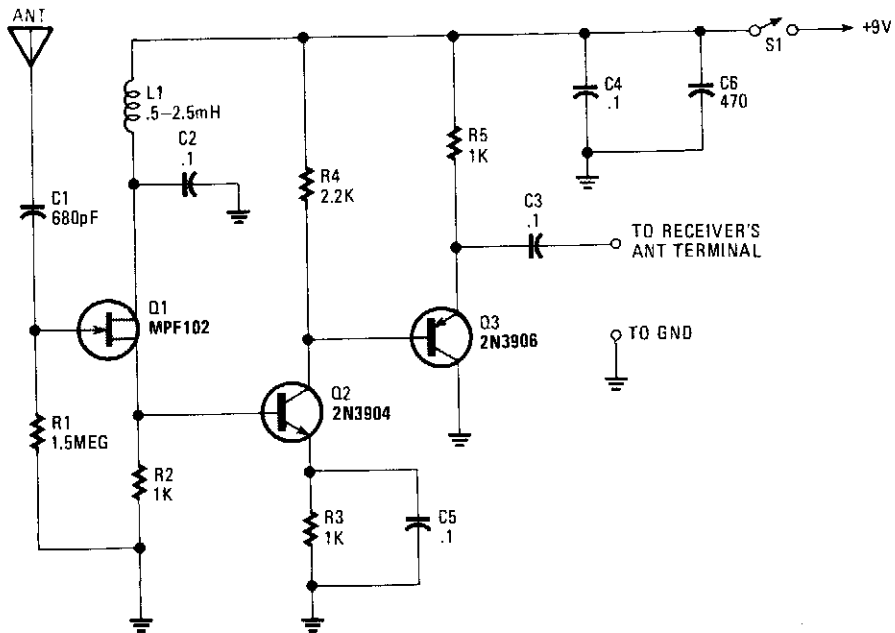 ANT
+9V
S1
L1
.5–2.5mH
C2
.1
C4
.1
C6
470
R5
1K
R4
2.2K
C1
680pF
C3
.1
TO RECEIVER'S
ANT TERMINAL
Q1
MPF102
Q3
2N3906
TO GND
Q2
2N3904
R1
1.5MEG
R2
1K
R3
1K
C5
.1